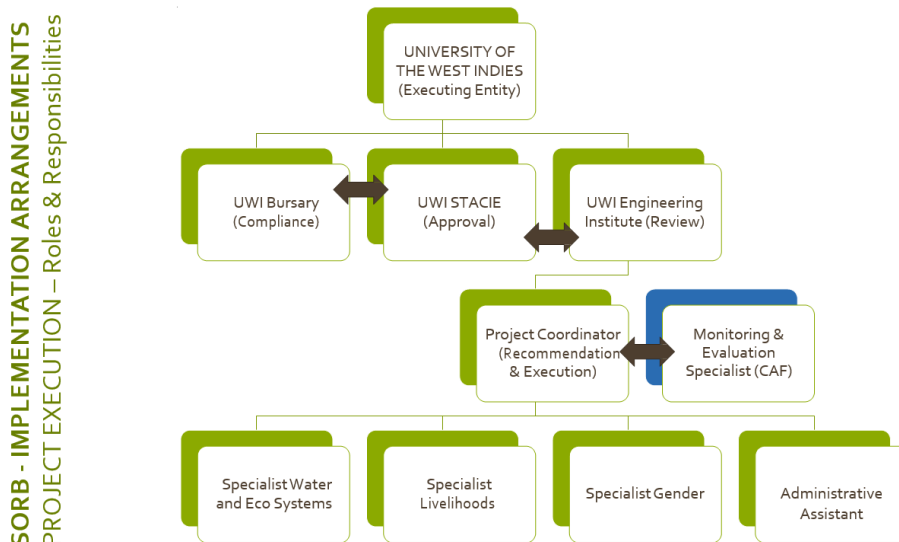 SORB - IMPLEMENTATION ARRANGEMENTS
PROJECT EXECUTION – Roles & Responsibilities
UNIVERSITY OF
THE WEST INDIES
(Executing Entity)
UWI Bursary
(Compliance)
UWI STACIE
(Approval)
UWI Engineering
Institute (Review)
Project Coordinator
(Recommendation
& Execution)
Monitoring &
Evaluation
Specialist (CAF)
Specialist Water
and Eco Systems
Specialist
Livelihoods
Specialist Gender
Administrative
Assistant